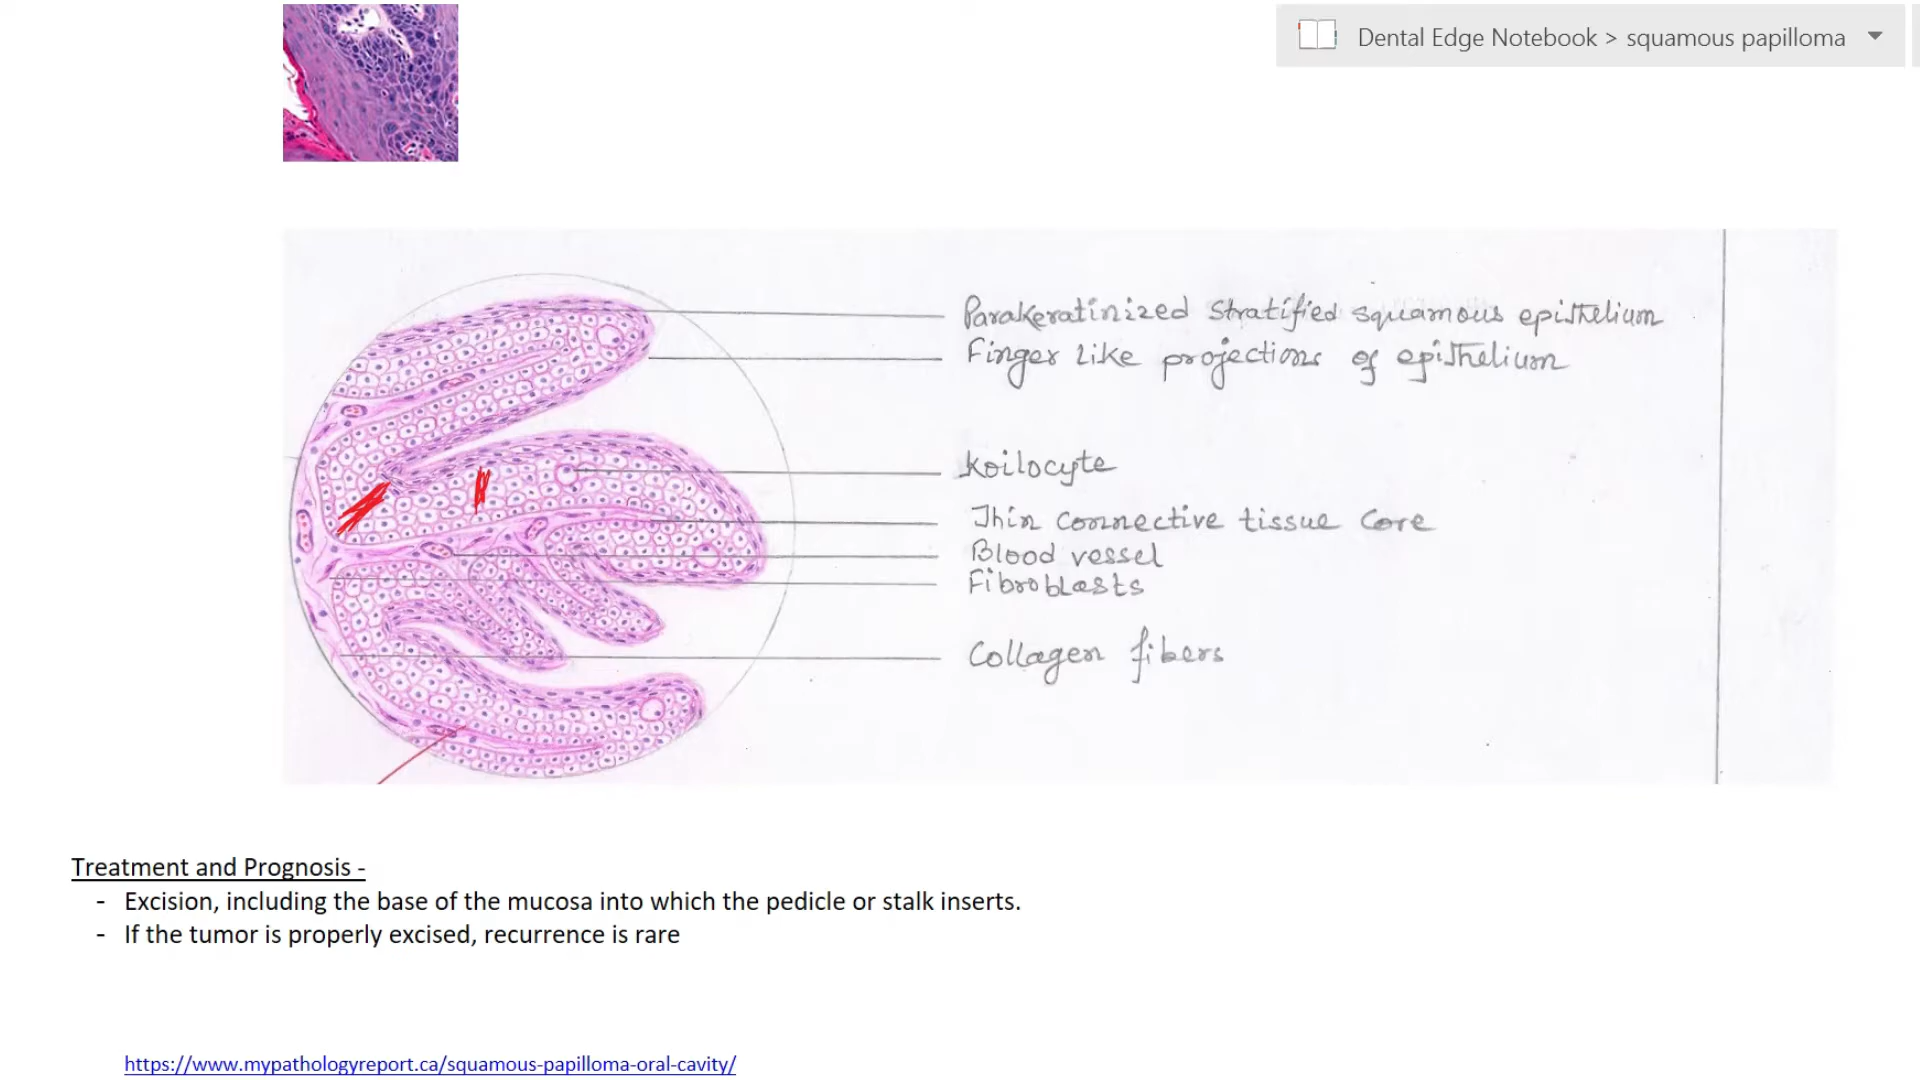 Dental Edge Notebook > squamous papilloma
Parakeratinized stratified squamous epithelium
Finger like projections of epithelium
Koilocyte
Thin connective tissue core
Blood vessel
Fibroblasts
Collagen fibers
Treatment and Prognosis -
- Excision, including the base of the mucosa into which the pedicle or stalk inserts.
- If the tumor is properly excised, recurrence is rare
https://www.mypathologyreport.ca/squamous-papilloma-oral-cavity/